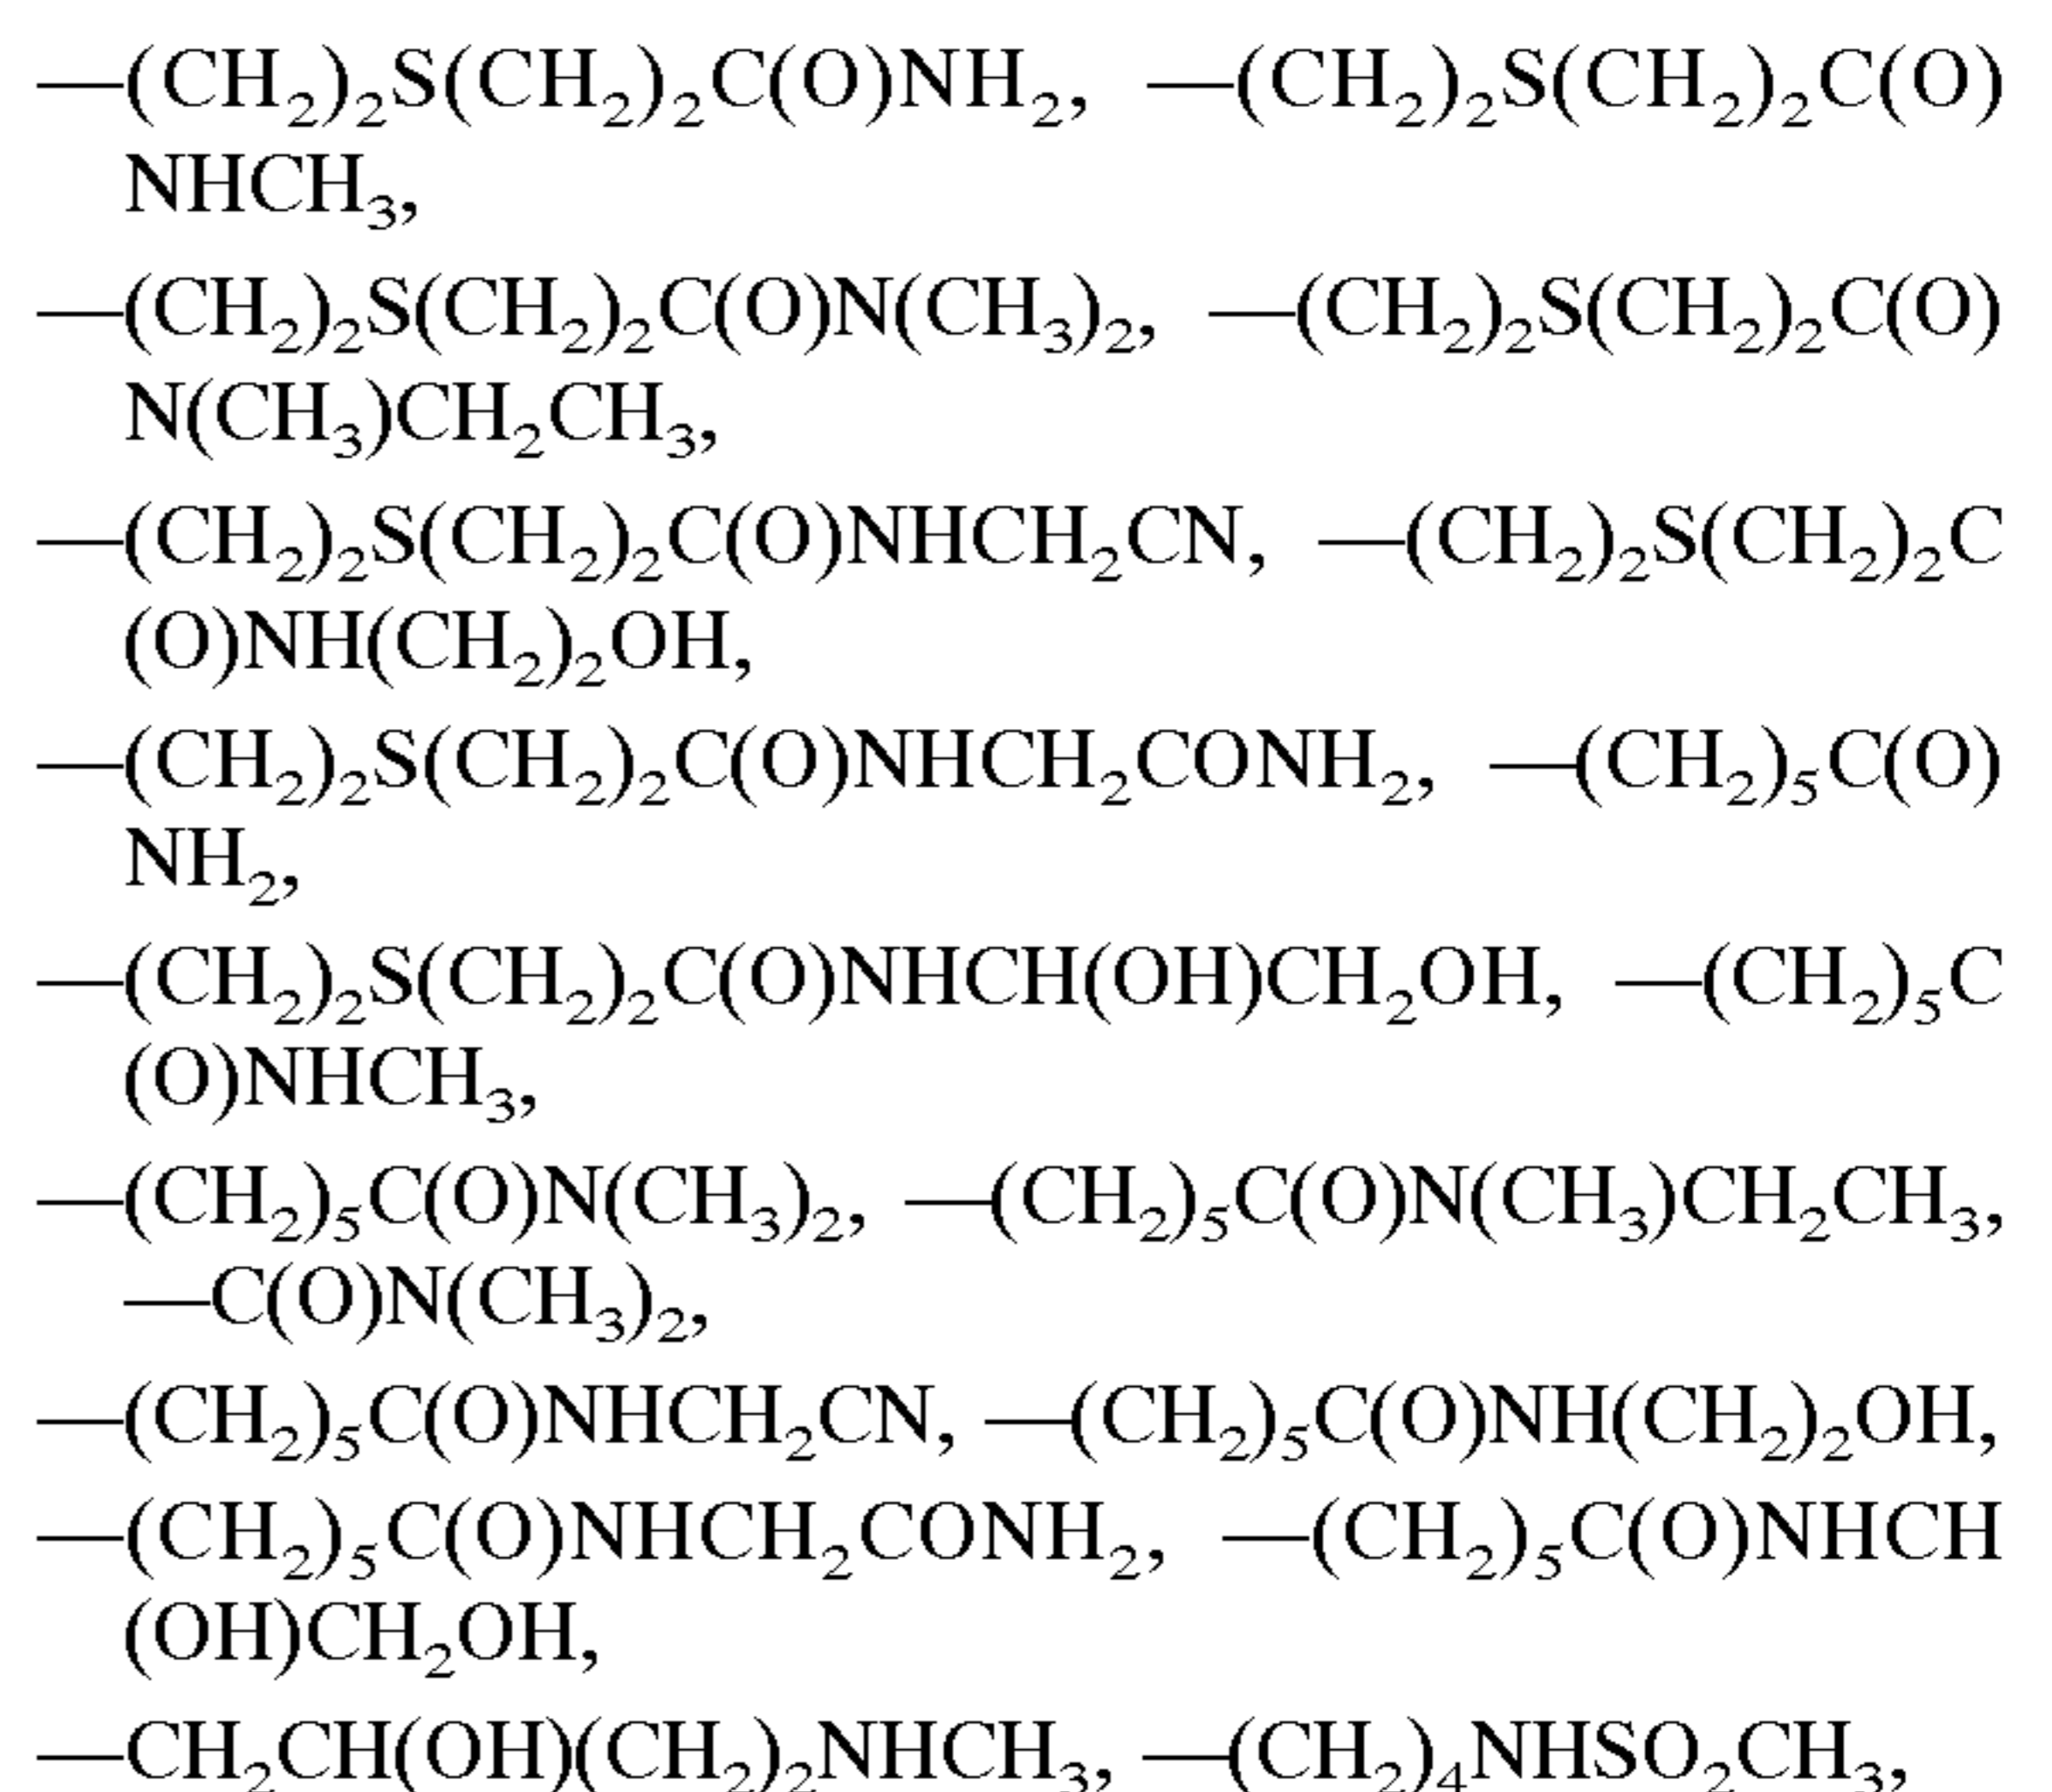 —(CH₂)₂S(CH₂)₂C(O)NH₂, —(CH₂)₂S(CH₂)₂C(O)
NHCH₃,
—(CH₂)₂S(CH₂)₂C(O)N(CH₃)₂, —(CH₂)₂S(CH₂)₂C(O)
N(CH₃)CH₂CH₃,
—(CH₂)₂S(CH₂)₂C(O)NHCH₂CN, —(CH₂)₂S(CH₂)₂C
(O)NH(CH₂)₂OH,
—(CH₂)₂S(CH₂)₂C(O)NHCH₂CONH₂, —(CH₂)₅C(O)
NH₂,
—(CH₂)₂S(CH₂)₂C(O)NHCH(OH)CH₂OH, —(CH₂)₅C
(O)NHCH₃,
—(CH₂)₅C(O)N(CH₃)₂, —(CH₂)₅C(O)N(CH₃)CH₂CH₃,
—C(O)N(CH₃)₂,
—(CH₂)₅C(O)NHCH₂CN, —(CH₂)₅C(O)NH(CH₂)₂OH,
—(CH₂)₅C(O)NHCH₂CONH₂, —(CH₂)₅C(O)NHCH
(OH)CH₂OH,
—CH₂CH(OH)(CH₂)₂NHCH₃, —(CH₂)₄NHSO₂CH₃,